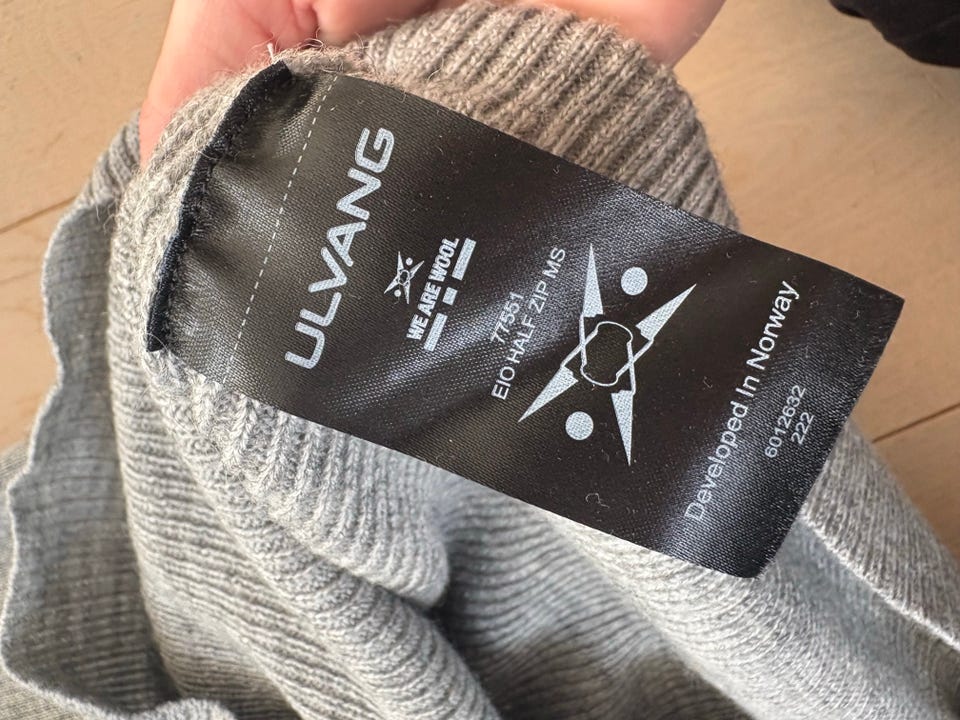 ULVANG
WE ARE WOOL
77551
EIO HALF ZIP MS
Developed In Norway
6012632
222